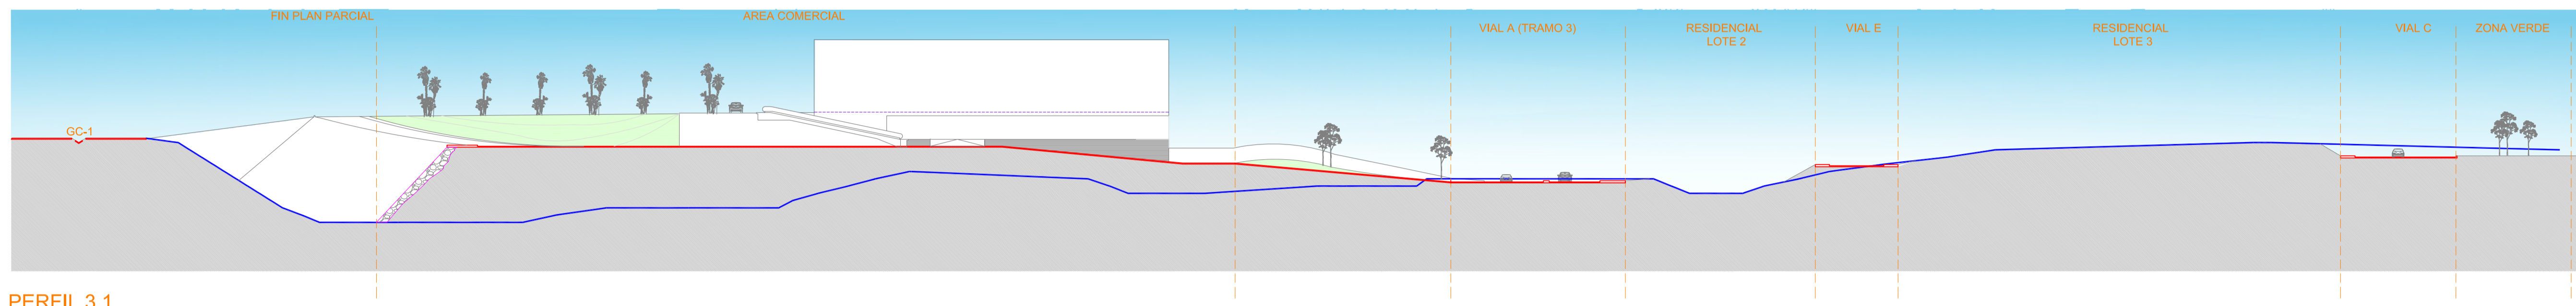 FIN PLAN PARCIAL
AREA COMERCIAL
VIAL A (TRAMO 3)
RESIDENCIAL
LOTE 2
VIAL E
RESIDENCIAL
LOTE 3
VIAL C
ZONA VERDE
GC-1
PERFIL 3.1